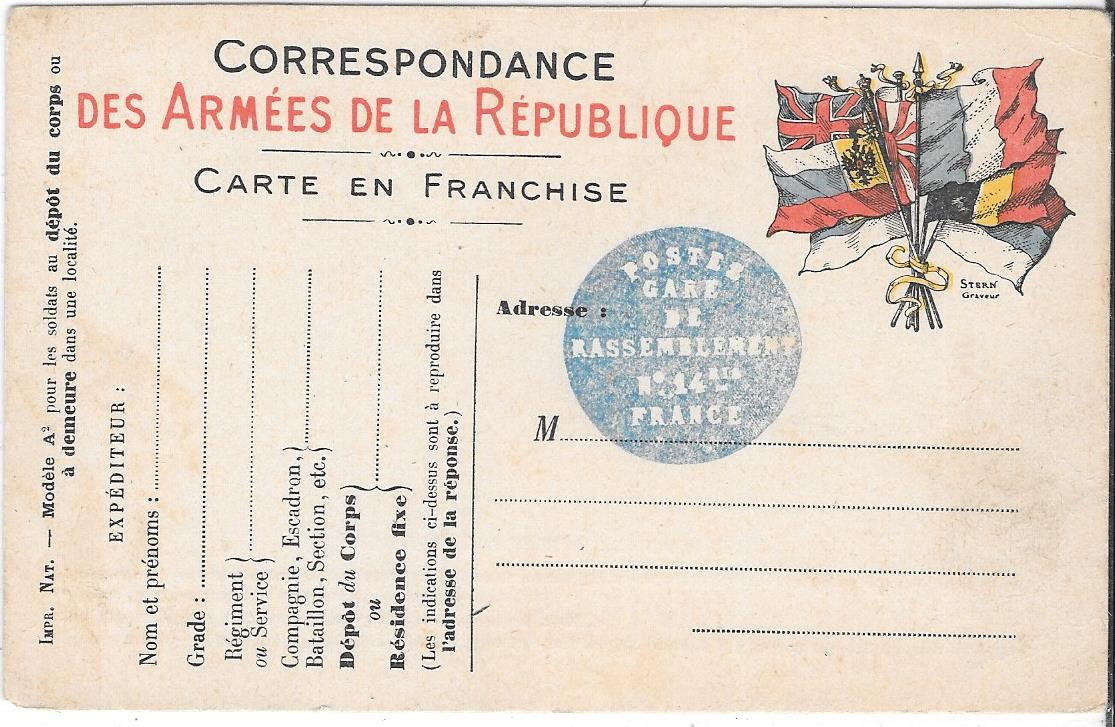 CORRESPONDANCE
DES ARMÉES DE LA RÉPUBLIQUE
CARTE EN FRANCHISE
IMPR. NAT. — Modèle A² pour les soldats au dépôt du corps ou
à demeure dans une localité.
EXPÉDITEUR :
Nom et prénoms :
Grade :
Régiment
ou Service
Compagnie, Escadron,
Bataillon, Section, etc.
Dépôt du Corps
ou
Résidence fixe
(Les indications ci-dessus sont à reproduire dans
l'adresse de la réponse.)
STERN
Graveur
Adresse :
POSTES
GARE
DE
RASSEMBLEMENT
No. 14
FRANCE
M